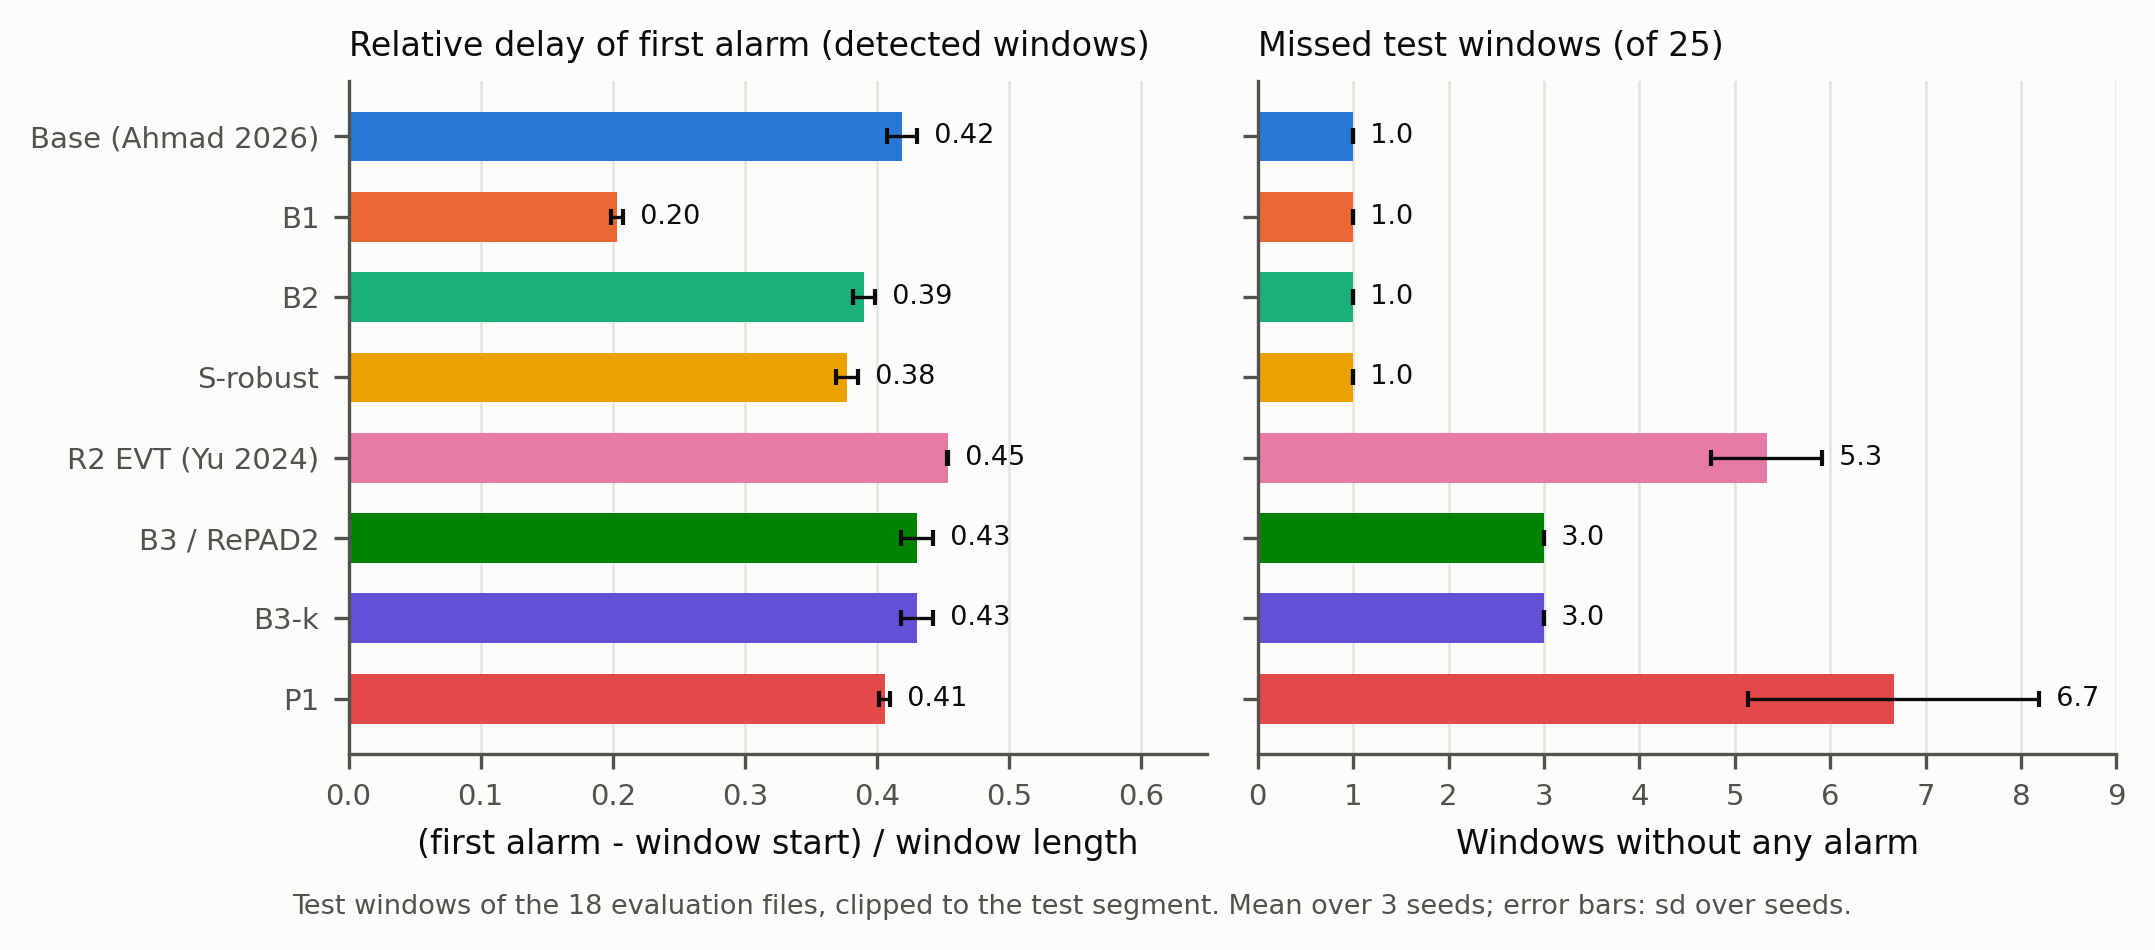 Relative delay of first alarm (detected windows)
Base (Ahmad 2026)
B1
B2
S-robust
R2 EVT (Yu 2024)
B3 / RePAD2
B3-k
P1
0.42
0.20
0.39
0.38
0.45
0.43
0.43
0.41
0.0 0.1 0.2 0.3 0.4 0.5 0.6
(first alarm - window start) / window length
Missed test windows (of 25)
1.0
1.0
1.0
1.0
5.3
3.0
3.0
6.7
0 1 2 3 4 5 6 7 8 9
Windows without any alarm
Test windows of the 18 evaluation files, clipped to the test segment. Mean over 3 seeds; error bars: sd over seeds.